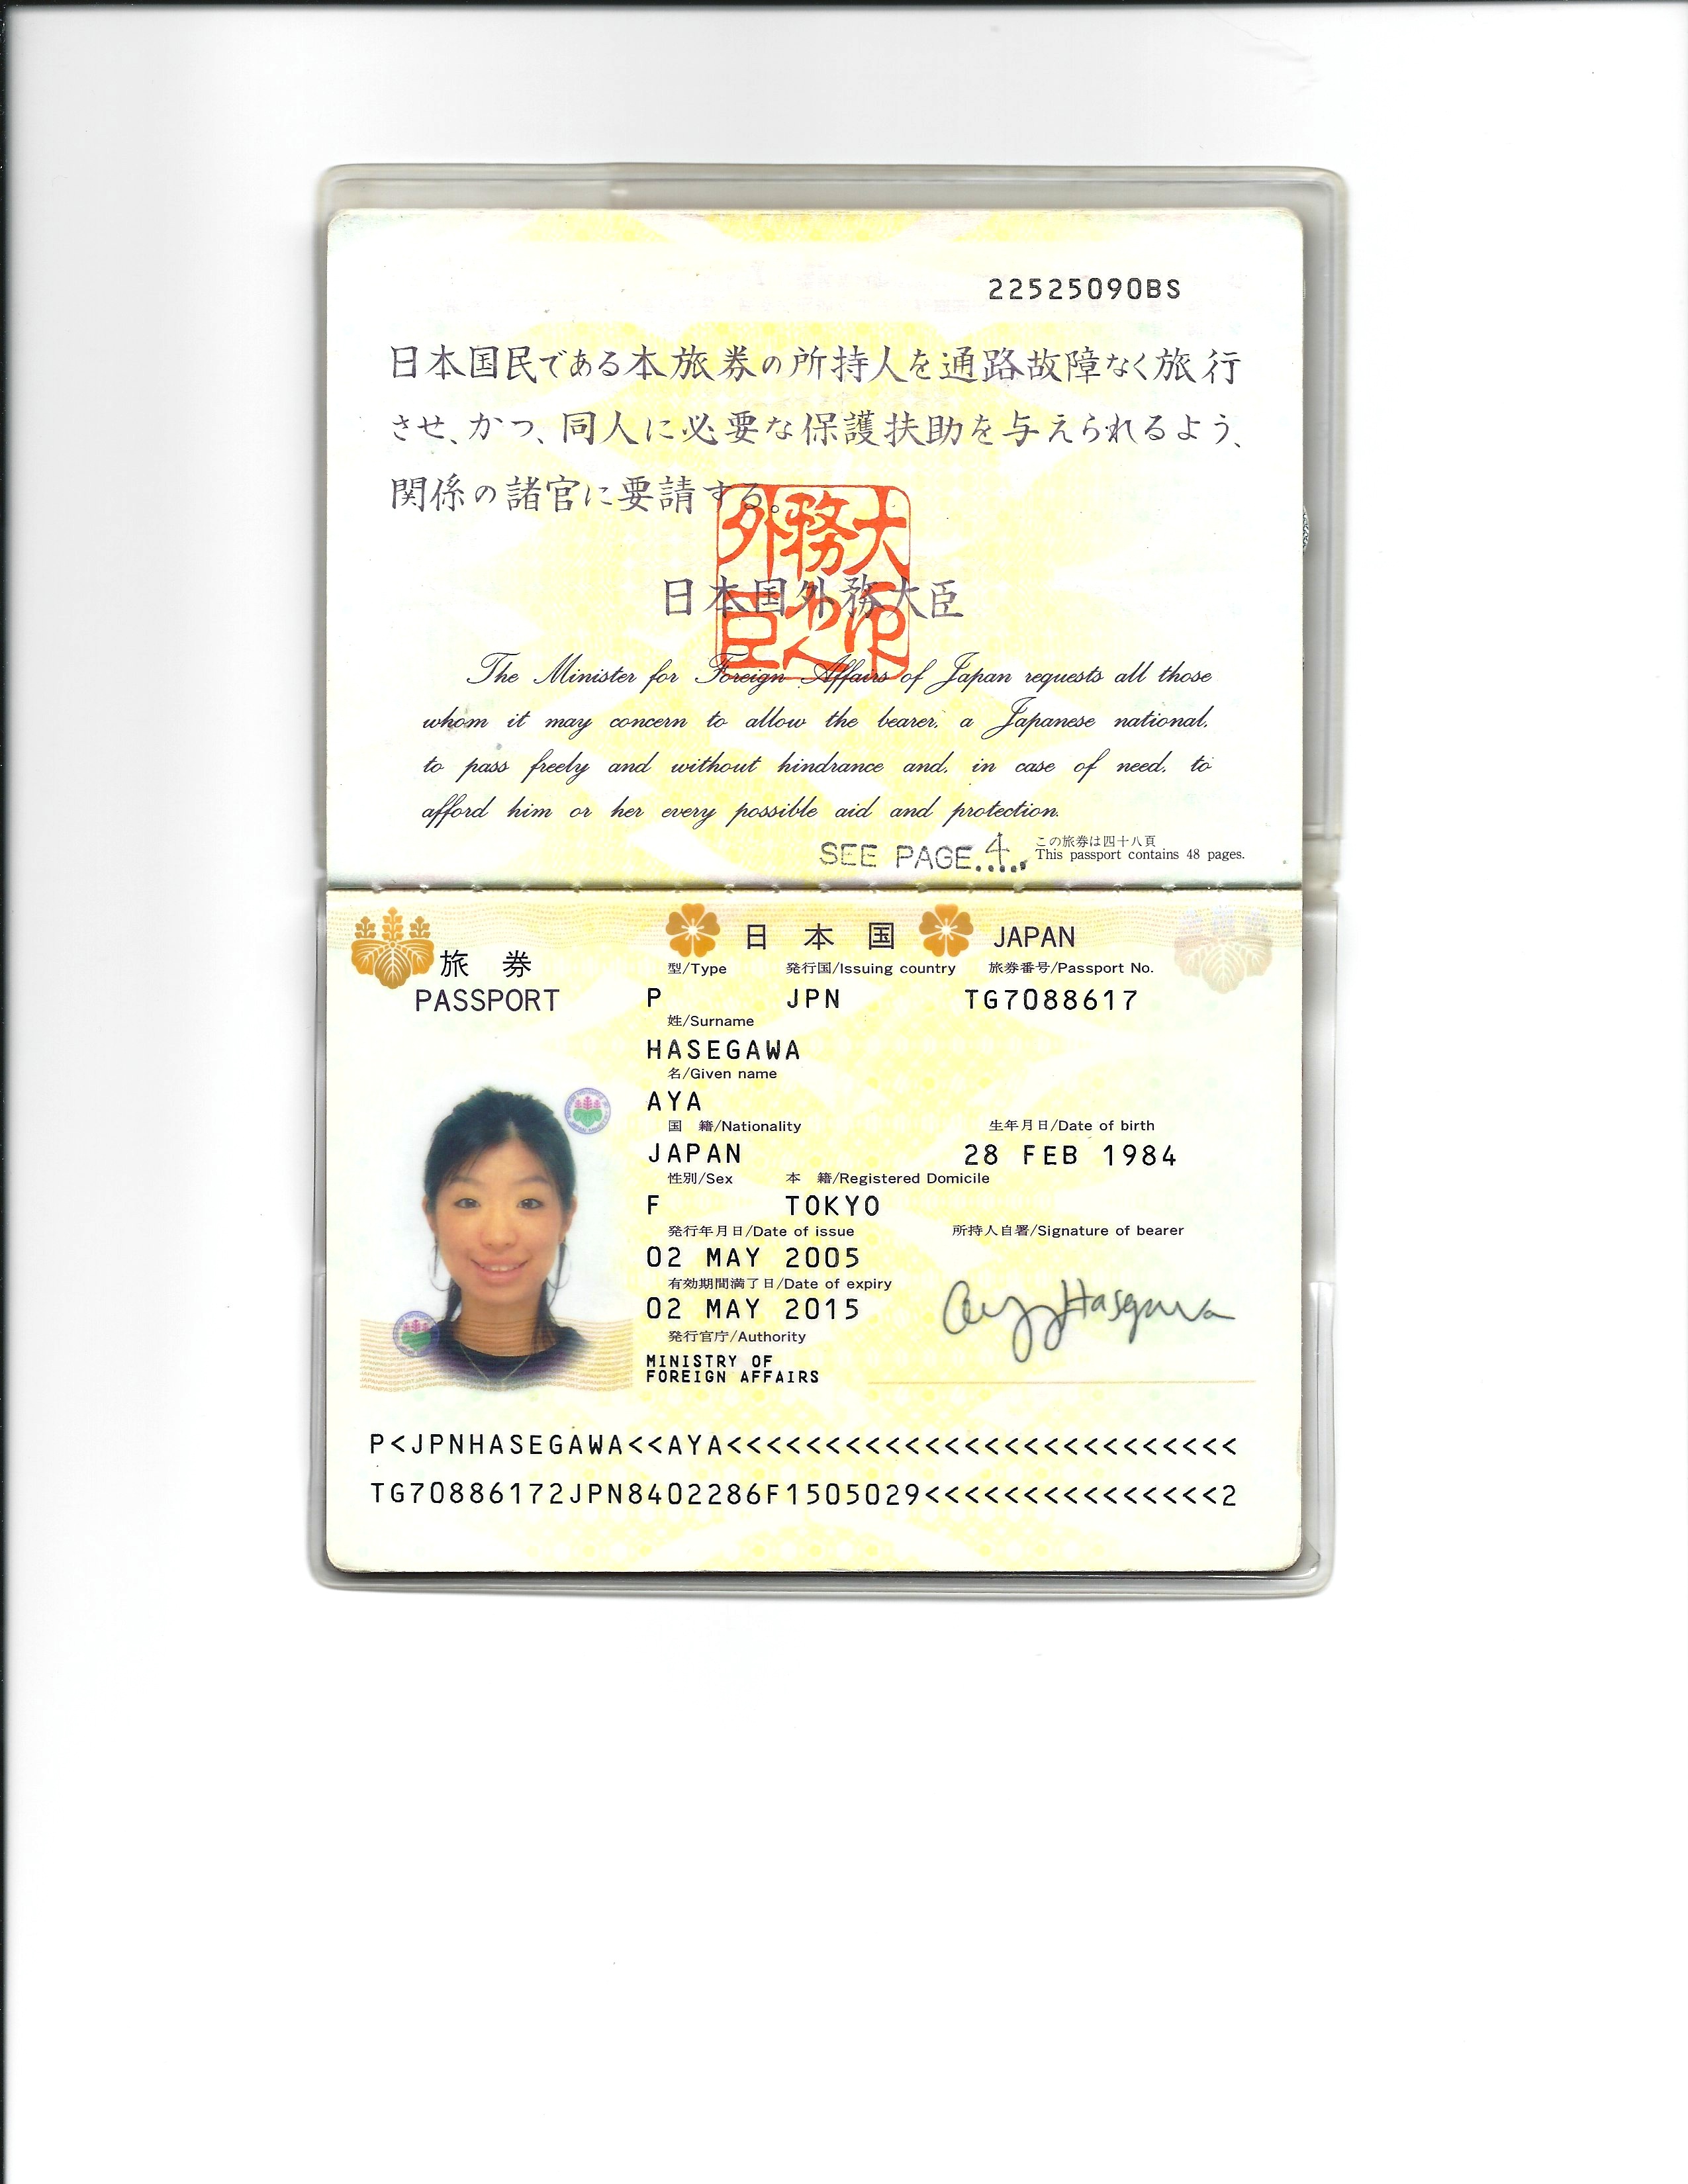 22525090BS
日本国民である本旅券の所持人を通路故障なく旅行
させ、かつ、同人に必要な保護扶助を与えられるよう、
関係の諸官に要請する。
日本国外務大臣
The Minister for Foreign Affairs of Japan requests all those
whom it may concern to allow the bearer, a Japanese national,
to pass freely and without hindrance and, in case of need, to
afford him or her every possible aid and protection.
SEE PAGE.4..
この旅券は四十八頁
This passport contains 48 pages.
旅 券
PASSPORT
日 本 国 JAPAN
型/Type 発行国/Issuing country 旅券番号/Passport No.
P JPN TG7088617
姓/Surname
HASEGAWA
名/Given name
AYA
国 籍/Nationality 生年月日/Date of birth
JAPAN 28 FEB 1984
性別/Sex 本 籍/Registered Domicile
F TOKYO
発行年月日/Date of issue 所持人自署/Signature of bearer
02 MAY 2005
有効期間満了日/Date of expiry
02 MAY 2015
Aya Hasegawa
発行官庁/Authority
MINISTRY OF
FOREIGN AFFAIRS
P<JPNHASEGAWA<<AYA<<<<<<<<<<<<<<<<<<<<<<<<<<
TG70886172JPN8402286F1505029<<<<<<<<<<<<<<<2